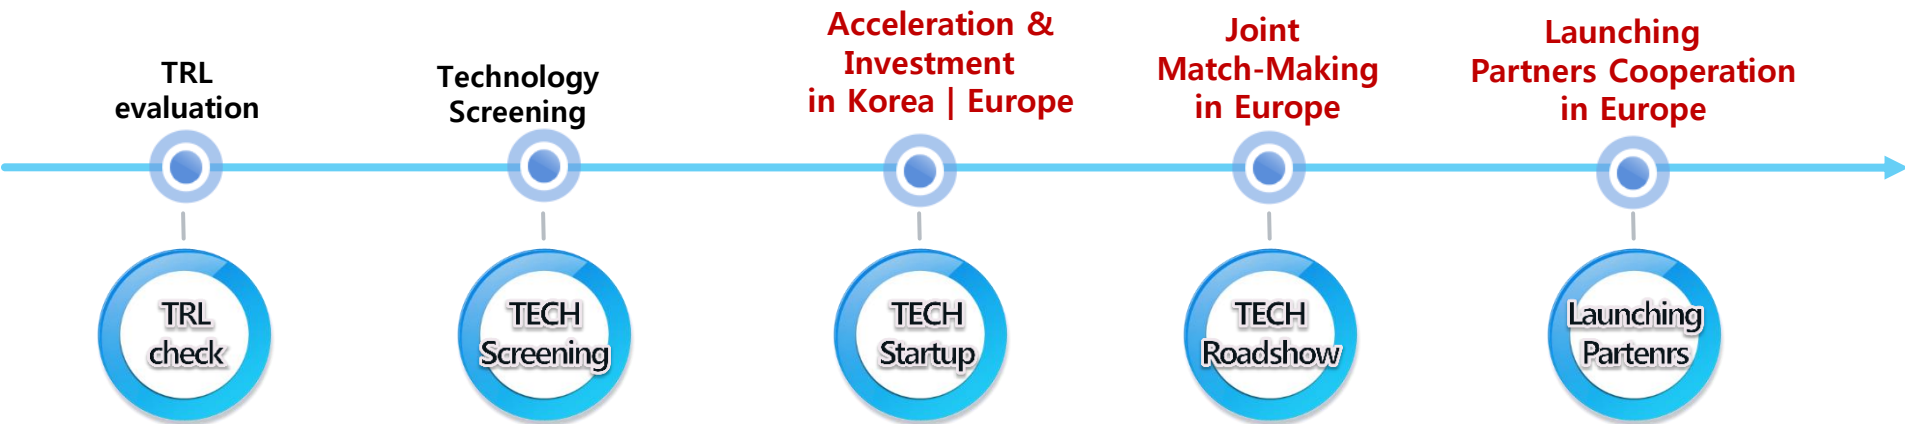 TRL
evaluation
Technology
Screening
Acceleration &
Investment
in Korea | Europe
Joint
Match-Making
in Europe
Launching
Partners Cooperation
in Europe
TRL
check
TECH
Screening
TECH
Startup
TECH
Roadshow
Launching
Partenrs